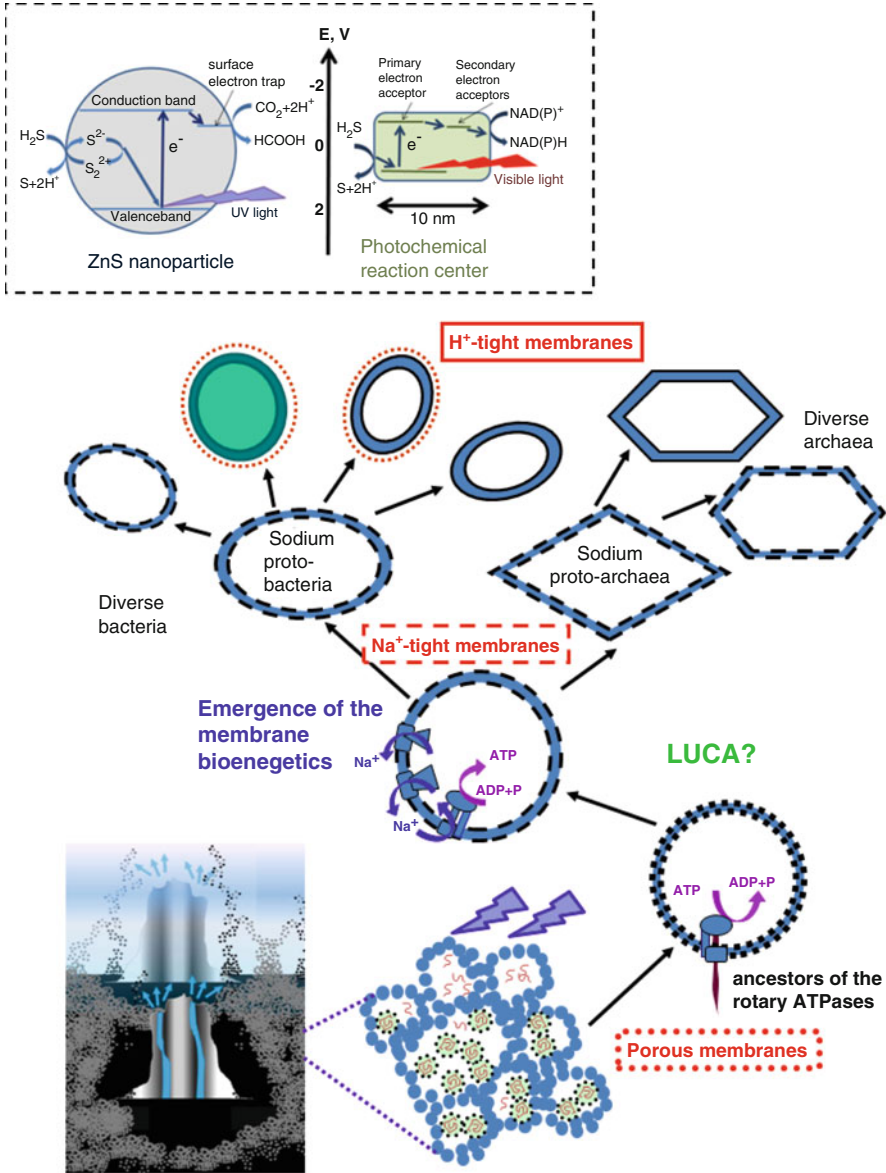 E, V
-2
0
2
surface
electron trap
Conduction band
CO₂+2H⁺
HCOOH
H₂S
S²⁻
S₂²⁺
S+2H⁺
e⁻
Valenceband
UV light
ZnS nanoparticle
Primary
electron
acceptor
Secondary
electron
acceptors
NAD(P)⁺
NAD(P)H
H₂S
S+2H⁺
e⁻
Visible light
10 nm
Photochemical
reaction center
H⁺-tight membranes
Diverse
archaea
Sodium
proto-
bacteria
Sodium
proto-archaea
Diverse
bacteria
Na⁺-tight membranes
Emergence of the
membrane
bioenegetics
Na⁺
Na⁺
ATP
ADP+P
LUCA?
ATP
ADP+P
ancestors of the
rotary ATPases
Porous membranes